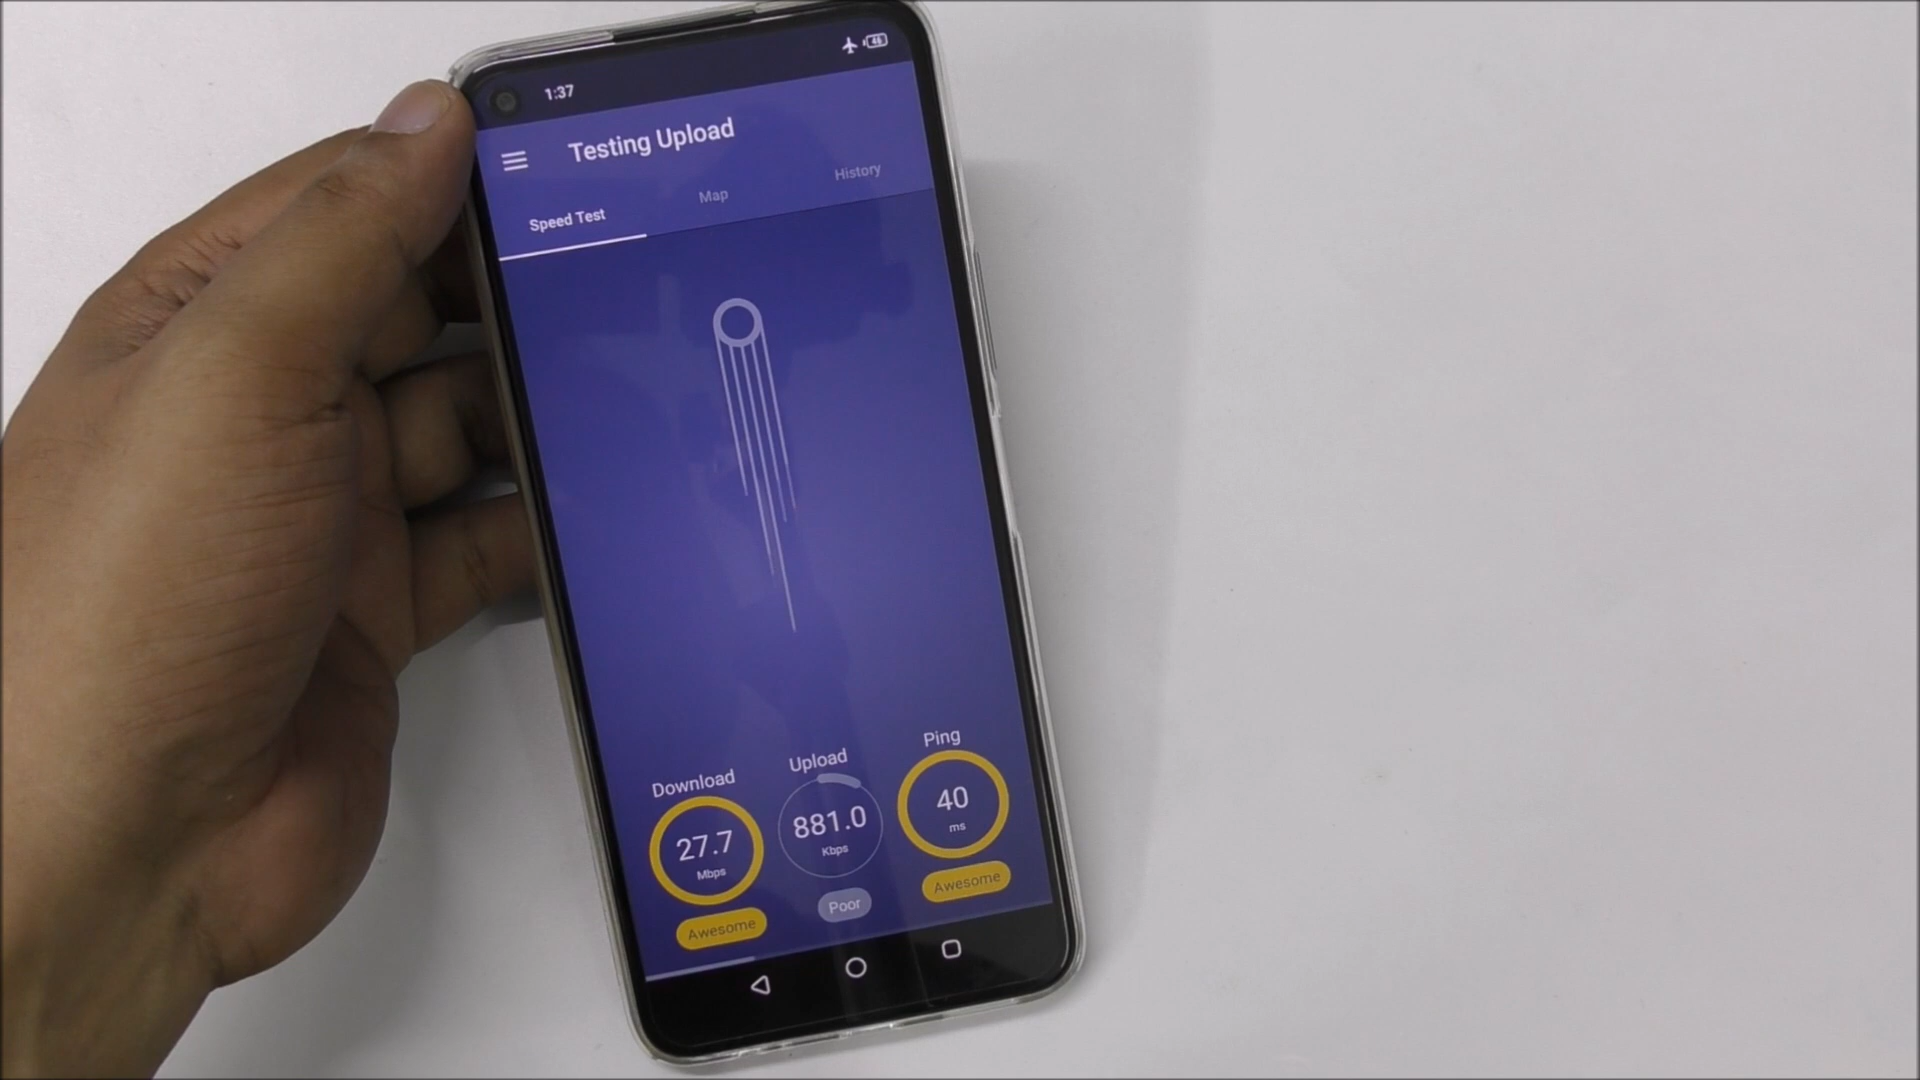 1:37
46
Testing Upload
Speed Test
Map
History
Download
27.7
Mbps
Awesome
Upload
881.0
Kbps
Poor
Ping
40
ms
Awesome